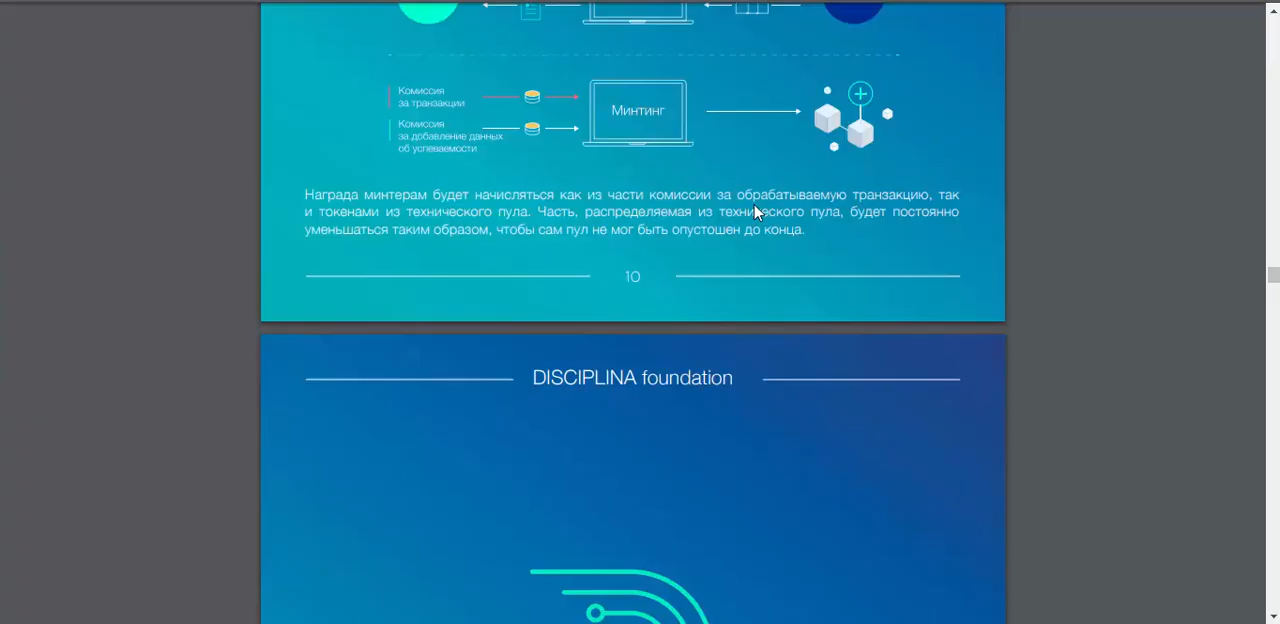 Комиссия
за транзакции
Комиссия
за добавление данных
об успеваемости
Минтинг
Награда минтерам будет начисляться как из части комиссии за обрабатываемую транзакцию, так
и токенами из технического пула. Часть, распределяемая из технического пула, будет постоянно
уменьшаться таким образом, чтобы сам пул не мог быть опустошен до конца.
10
DISCIPLINA foundation